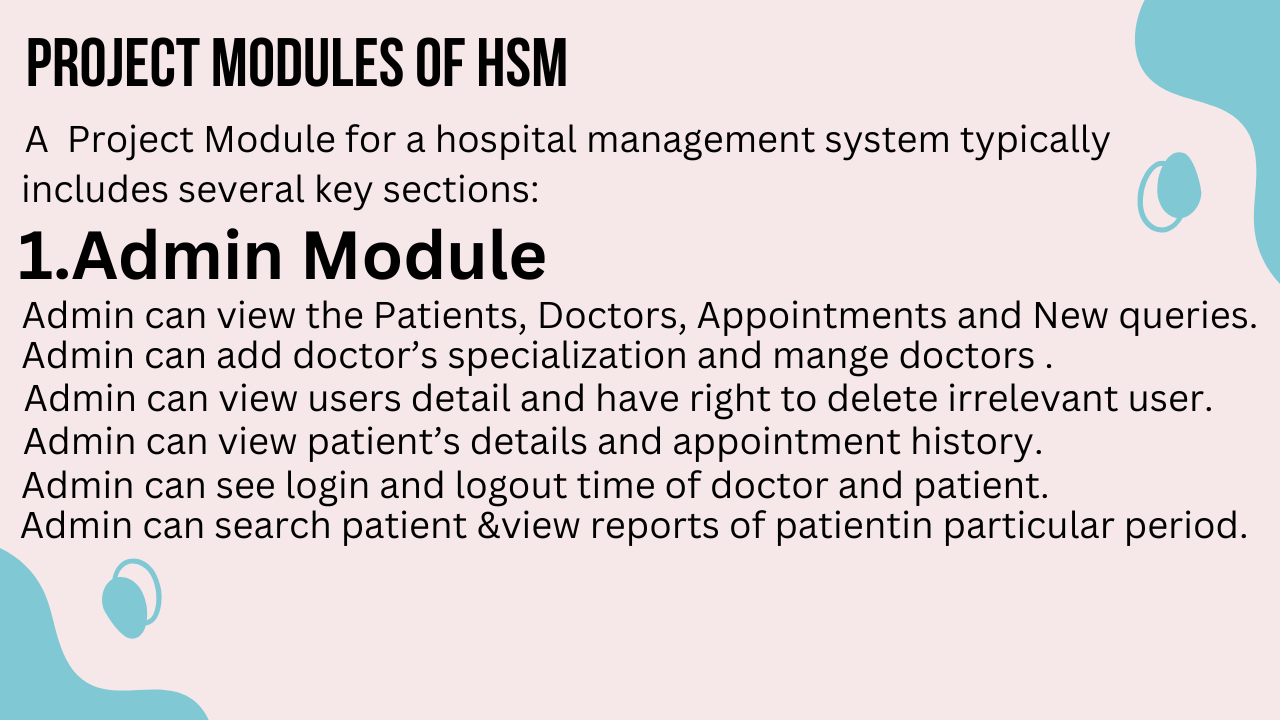 PROJECT MODULES OF HSM
A  Project Module for a hospital management system typically
includes several key sections:
1.Admin Module
Admin can view the Patients, Doctors, Appointments and New queries.
Admin can add doctor’s specialization and mange doctors .
Admin can view users detail and have right to delete irrelevant user.
Admin can view patient’s details and appointment history.
Admin can see login and logout time of doctor and patient.
Admin can search patient &view reports of patientin particular period.